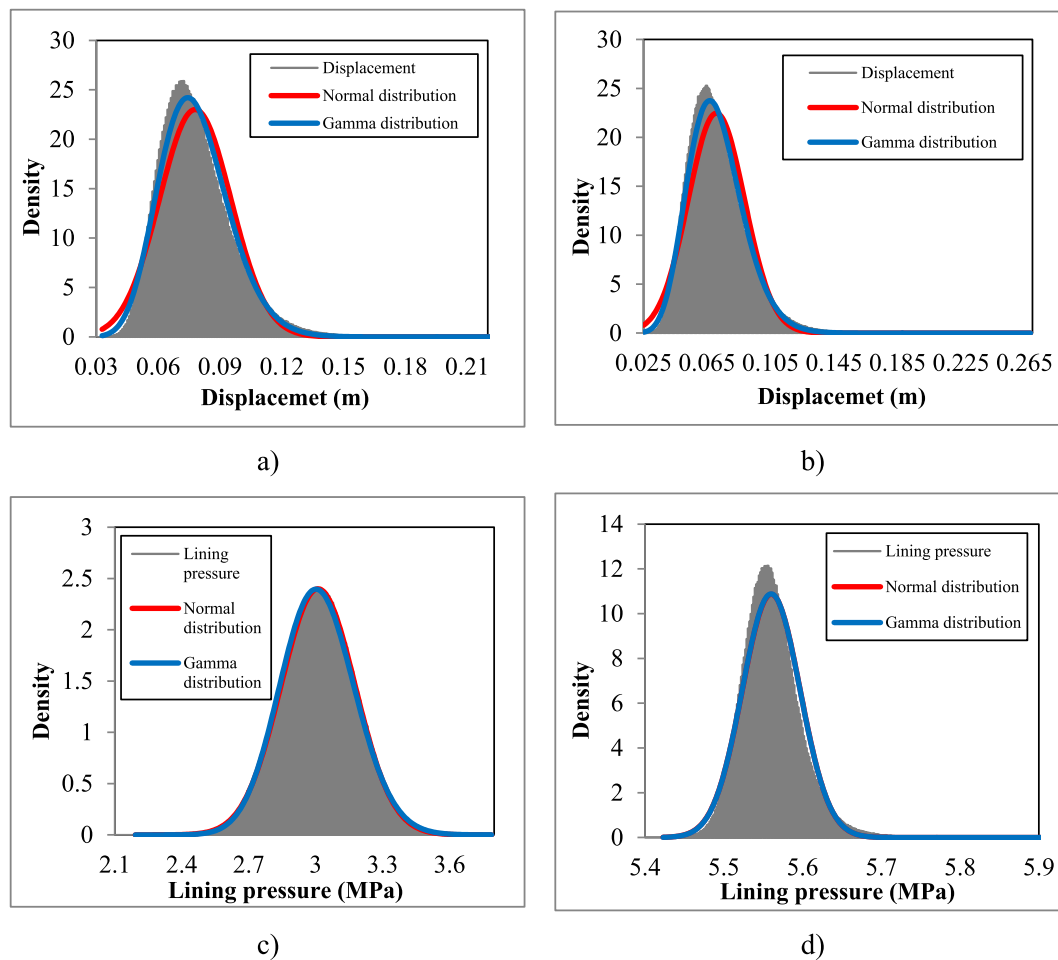 30
25
20
15
10
5
0
Density
Displacement
Normal distribution
Gamma distribution
0.03 0.06 0.09 0.12 0.15 0.18 0.21
Displacemet (m)
a)
30
25
20
15
10
5
0
Density
Displacement
Normal distribution
Gamma distribution
0.025 0.065 0.105 0.145 0.185 0.225 0.265
Displacemet (m)
b)
3
2.5
2
1.5
1
0.5
0
Density
Lining
pressure
Normal
distribution
Gamma
distribution
2.1 2.4 2.7 3 3.3 3.6
Lining pressure (MPa)
c)
14
12
10
8
6
4
2
0
Density
Lining pressure
Normal distribution
Gamma distribution
5.4 5.5 5.6 5.7 5.8 5.9
Lining pressure (MPa)
d)